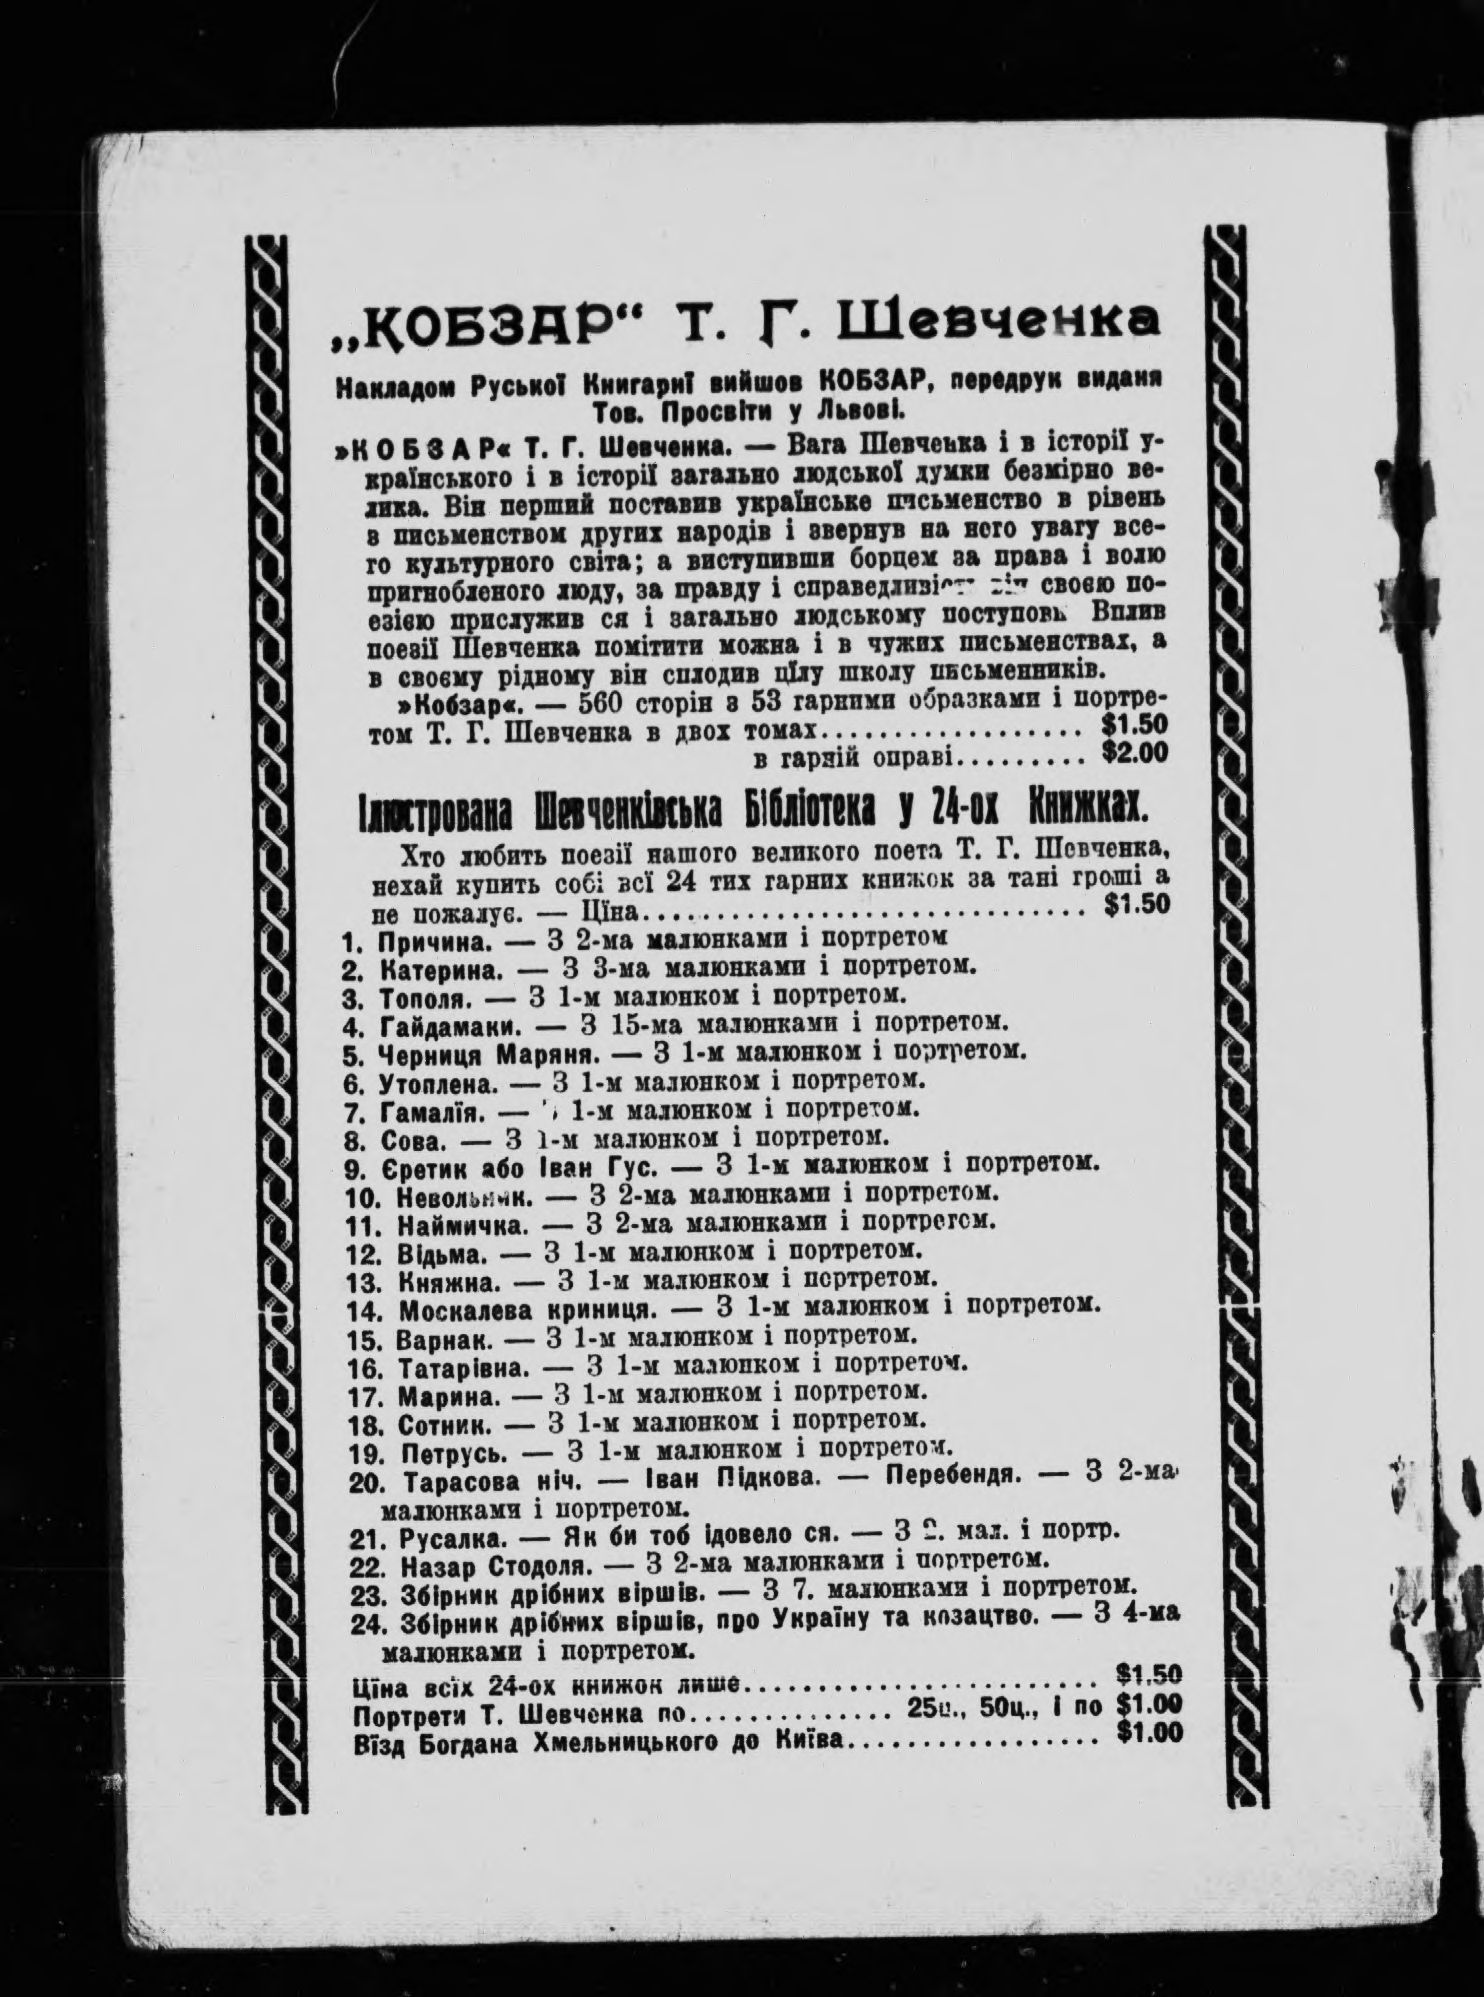 „КОБЗАР“ Т. Г. Шевченка
Накладом Руської Книгарнї вийшов КОБЗАР, передрук виданя
Тов. Просвіти у Львові.
»КОБЗАР« Т. Г. Шевченка. — Вага Шевченка і в історії у-
країнського і в історії загально людської думки безмірно ве-
лика. Він перший поставив українське письменство в рівень
з письменством других народів і звернув на него увагу все-
го культурного світа; а виступивши борцем за права і волю
пригнобленого люду, за правду і своєю по-
езією прислужив ся і загально людському Вплив
поезії Шевченка помітити можна і в чужих письменствах, а
в своєму рідному він сплодив цїлу школу письменників.
»Кобзар«. — 560 сторін з 53 гарними образками і портре-
том Т. Г. Шевченка в двох томах.................. $1.50
в гарній оправі......... $2.00
Ілюстрована Шевченківська Бібліотека у 24-ох Книжках.
Хто любить поезії нашого великого поета Т. Г. Шевченка,
нехай купить собі всї 24 тих гарних книжок за тані гроші а
не пожалує. — Цїна.............................. $1.50
1. Причина. — З 2-ма малюнками і портретом
2. Катерина. — З 3-ма малюнками і портретом.
3. Тополя. — З 1-м малюнком і портретом.
4. Гайдамаки. — З 15-ма малюнками і портретом.
5. Черниця Маряня. — З 1-м малюнком і портретом.
6. Утоплена. — З 1-м малюнком і портретом.
7. Гамалїя. — 1-м малюнком і портретом.
8. Сова. — З 1-м малюнком і портретом.
9. Єретик або Іван Гус. — З 1-м малюнком і портретом.
10. Невольник. — З 2-ма малюнками і портретом.
11. Наймичка. — З 2-ма малюнками і портретом.
12. Відьма. — З 1-м малюнком і портретом.
13. Княжна. — З 1-м малюнком і портретом.
14. Москалева криниця. — З 1-м малюнком і портретом.
15. Варнак. — З 1-м малюнком і портретом.
16. Татарівна. — З 1-м малюнком і портретом.
17. Марина. — З 1-м малюнком і портретом.
18. Сотник. — З 1-м малюнком і портретом.
19. Петрусь. — З 1-м малюнком і портретом.
20. Тарасова ніч. — Іван Підкова. — Перебендя. — З 2-ма
малюнками і портретом.
21. Русалка. — Як би тоб ідовело ся. — З 2. мал. і портр.
22. Назар Стодоля. — З 2-ма малюнками і портретом.
23. Збірник дрібних віршів. — З 7. малюнками і портретом.
24. Збірник дрібних віршів, про Україну та козацтво. — З 4-ма
малюнками і портретом.
Цїна всїх 24-ох книжок лише........................ $1.50
Портрети Т. Шевченка по.............. 25ц., 50ц., і по $1.00
Вїзд Богдана Хмельницького до Київа................. $1.00